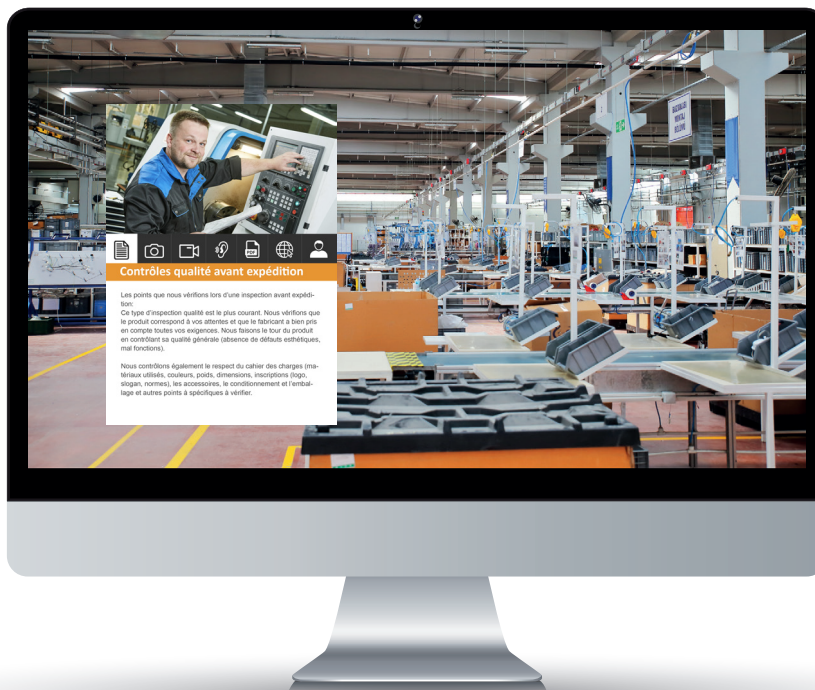 BEZLENLER
MONTAJ
BÖLÜMÜ
PDF
Contrôles qualité avant expédition
Les points que nous vérifions lors d'une inspection avant expédi-
tion:
Ce type d'inspection qualité est le plus courant. Nous vérifions que
le produit correspond à vos attentes et que le fabricant a bien pris
en compte toutes vos exigences. Nous faisons le tour du produit
en contrôlant sa qualité générale (absence de défauts esthétiques,
mal fonctions).
Nous contrôlons également le respect du cahier des charges (ma-
tériaux utilisés, couleurs, poids, dimensions, inscriptions (logo,
slogan, normes), les accessoires, le conditionnement et l'embal-
lage et autres points à spécifiques à vérifier.